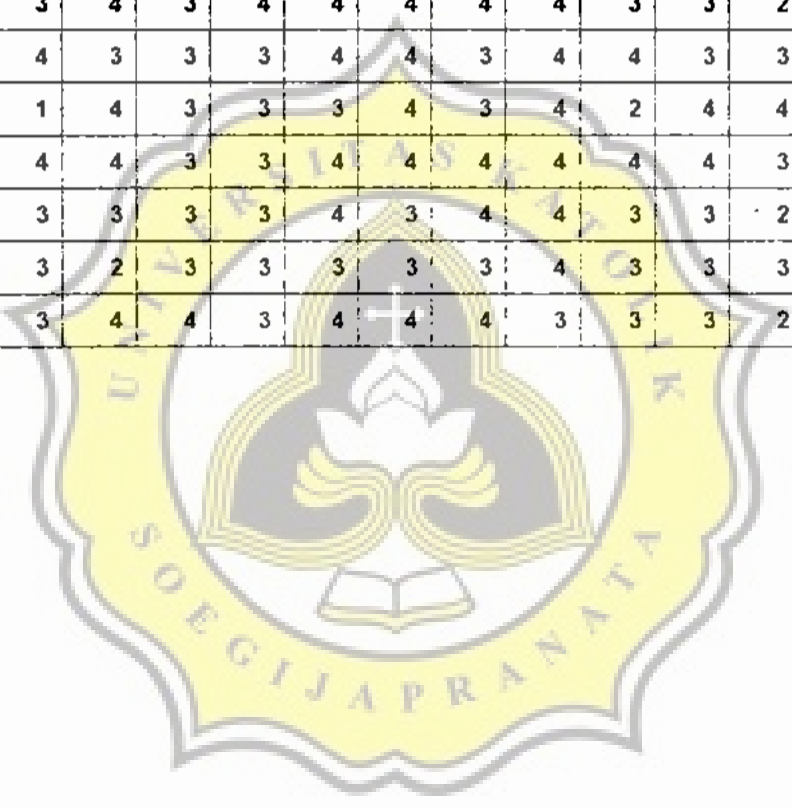 3 4 3 4 4 4 4 4 3 3 2
4 3 3 3 4 4 3 4 4 3 3
1 4 3 3 3 4 3 4 2 4 4
4 4 3 3 4 4 4 4 4 4 3
3 3 3 3 4 3 4 4 3 3 2
3 2 3 3 3 3 3 4 3 3 3
3 4 4 3 4 4 4 3 3 3 2
UNIVERSITAS KATOLIK
SOEGIJAPRANATA